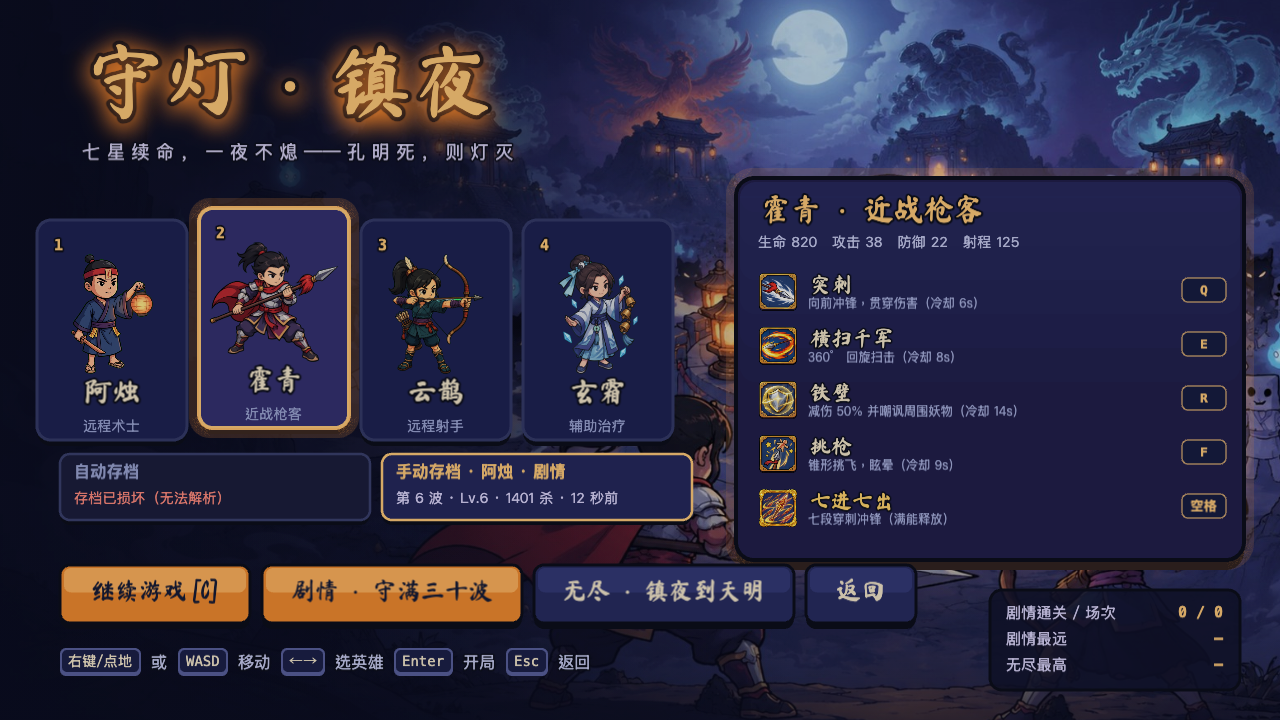 守灯 · 镇夜
七星续命，一夜不熄——孔明死，则灯灭
1
阿烛
远程术士
2
霍青
近战枪客
3
云鹊
远程射手
4
玄霜
辅助治疗
自动存档
存档已损坏（无法解析）
手动存档 · 阿烛 · 剧情
第 6 波 · Lv.6 · 1401 杀 · 12 秒前
霍青 · 近战枪客
生命 820 攻击 38 防御 22 射程 125
突刺
向前冲锋，贯穿伤害（冷却 6s）
Q
横扫千军
360° 回旋扫击（冷却 8s）
E
铁壁
减伤 50% 并嘲讽周围妖物（冷却 14s）
R
挑枪
锥形挑飞，眩晕（冷却 9s）
F
七进七出
七段穿刺冲锋（满能释放）
空格
继续游戏 [C]
剧情 · 守满三十波
无尽 · 镇夜到天明
返回
右键/点地 或 WASD 移动 ←→ 选英雄 Enter 开局 Esc 返回
剧情通关 / 场次 0 / 0
剧情最远 —
无尽最高 —